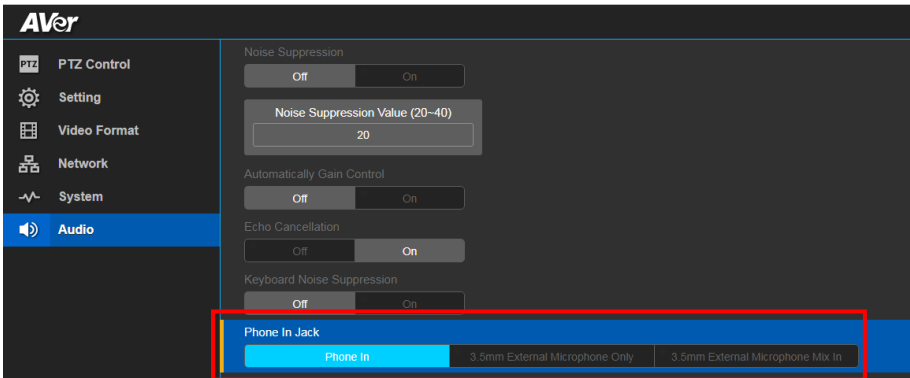 AVer
PTZ PTZ Control
Setting
Video Format
Network
System
Audio
Noise Suppression
Off On
Noise Suppression Value (20~40)
20
Automatically Gain Control
Off On
Echo Cancellation
Off On
Keyboard Noise Suppression
Off On
Phone In Jack
Phone In 3.5mm External Microphone Only 3.5mm External Microphone Mix In